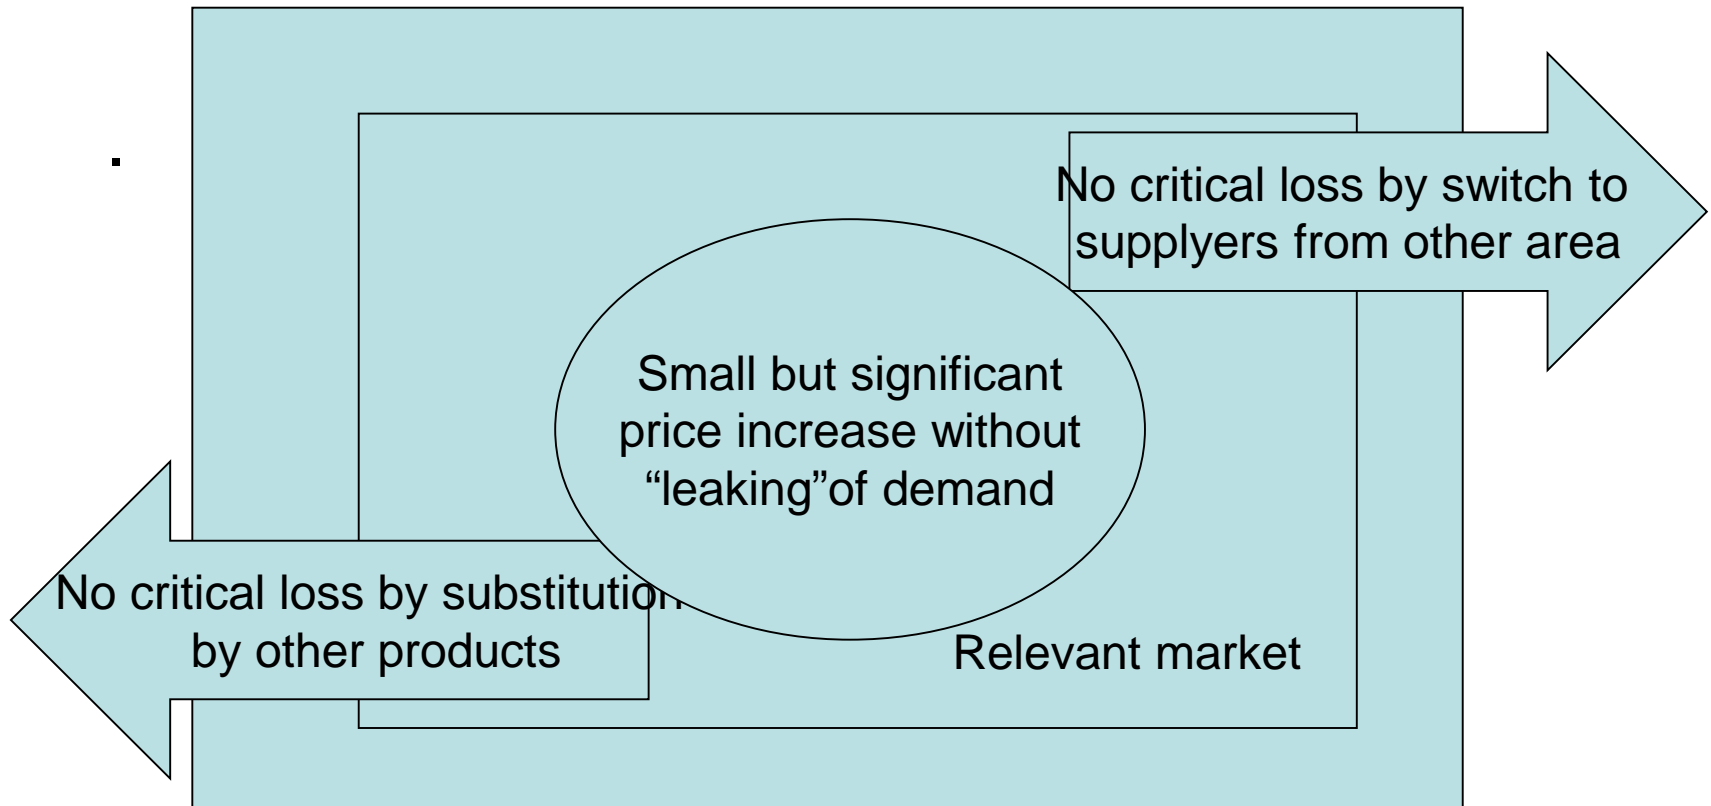 No critical loss by switch to
supplyers from other area
Small but significant
price increase without
“leaking”of demand
No critical loss by substitution
by other products
Relevant market